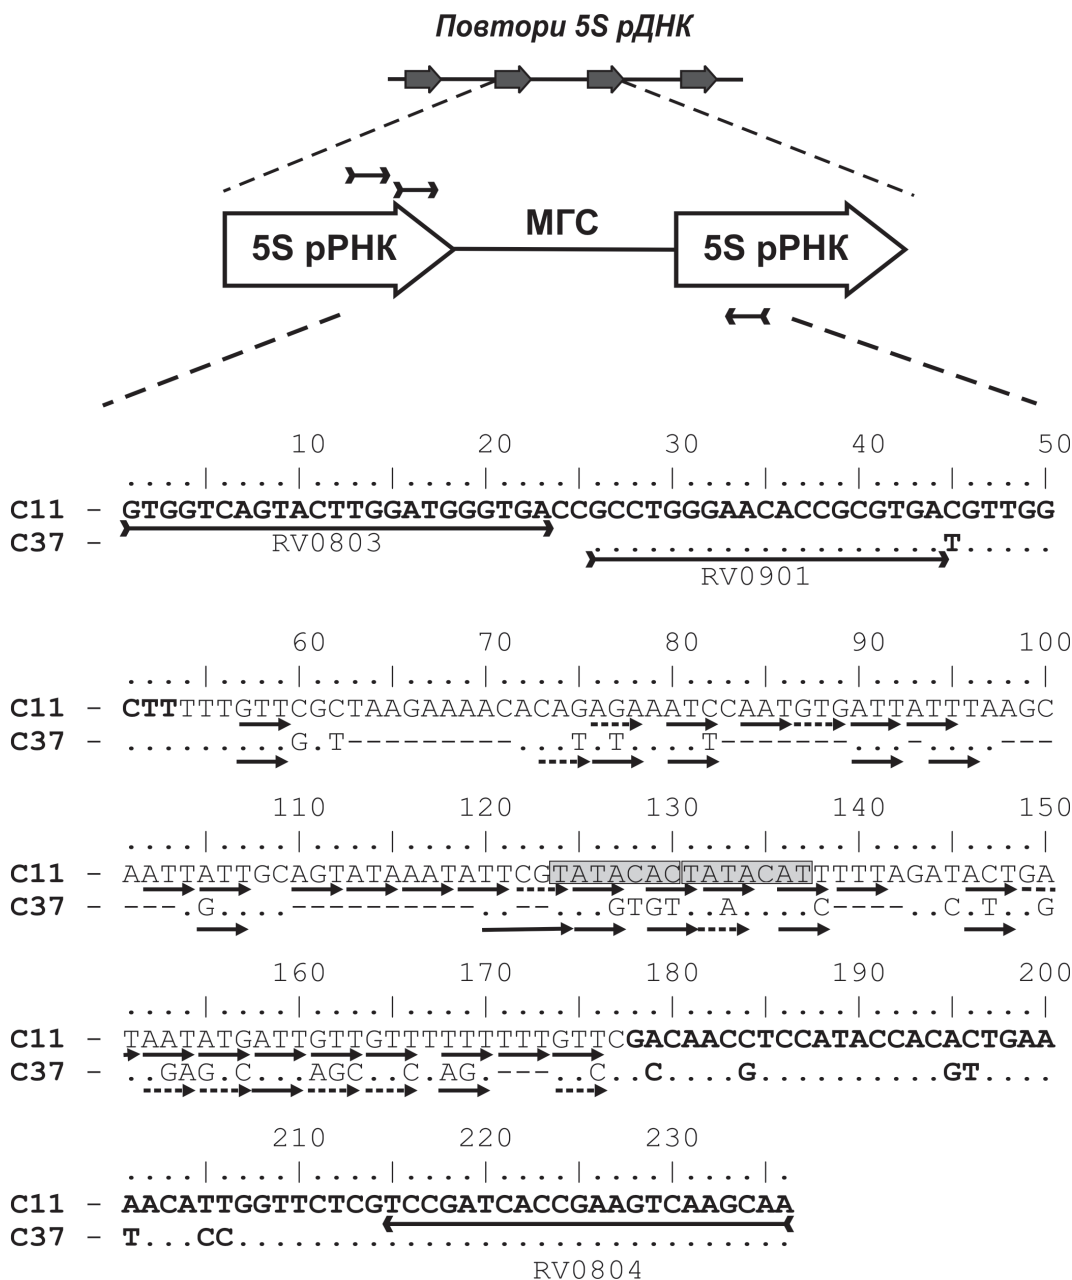 Повтори 5S рДНК
МГС
5S рРНК 5S рРНК
10 20 30 40 50
C11 - GTGGTCAGTACTTGGATGGGTGACCGCCTGGGAACACCGCGTGACGTTGG
C37 - ...................T.....
RV0803
RV0901
60 70 80 90 100
C11 - CTTTTTGTTCGCTAAGAAAACACAGAGAAATCCAATGTGATTATTTAAGC
C37 - .........G.T---------...T.T....T-------...-....---
110 120 130 140 150
C11 - AATTATTGCAGTATAAATATTCGTATACACTATACATTTTTAGATACTGA
C37 - ....G....----------..---..GTGT..A....C----..C.T..G
160 170 180 190 200
C11 - TAATATGATTGTTGTTTTTTTTTGTTCGACAACCTCCATACCACACTGAA
C37 - ..GAG.C...AGC..C.AG.---..C..C....G..........GT....
210 220 230
C11 - AACATTGGTTCTCGTCCGATCACCGAAGTCAAGCAA
C37 - T...CC..............................
RV0804